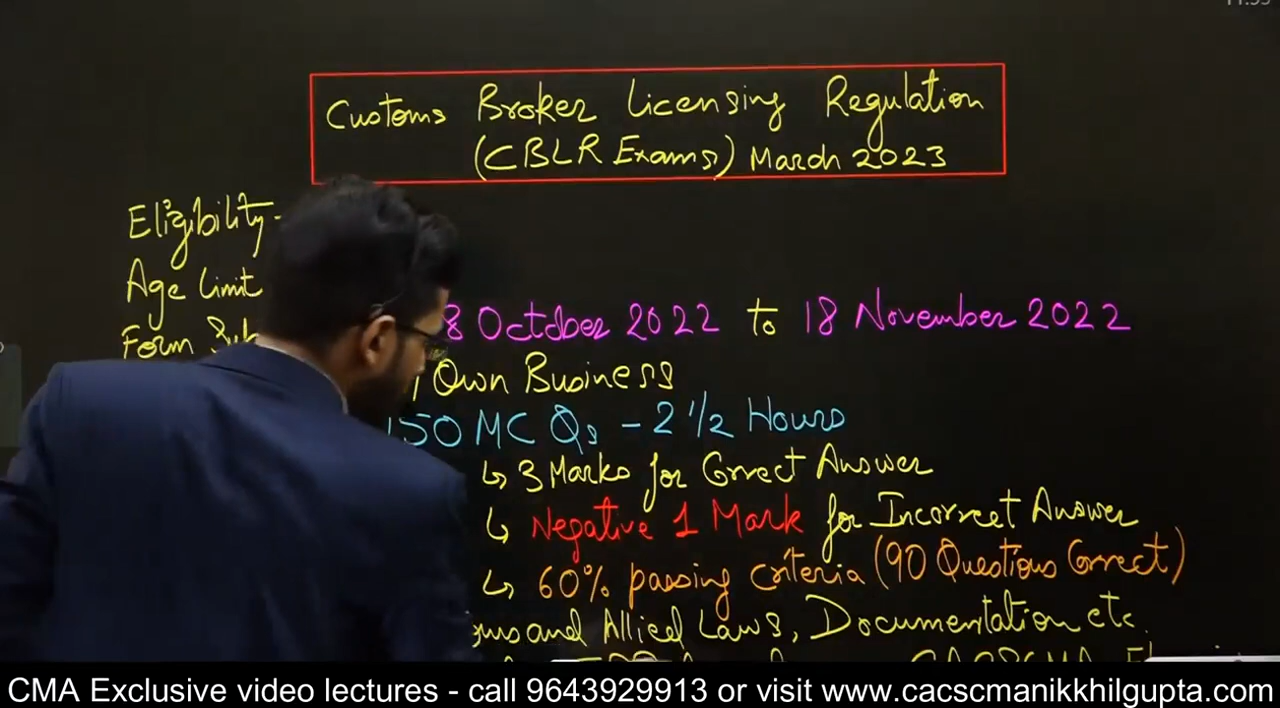 Customs Broker Licensing Regulation
(CBLR Exams) March 2023
Eligibility -
Age Limit
Form
8 October 2022 to 18 November 2022
Own Business
150 MCQs - 2 1/2 Hours
↳ 3 Marks for Correct Answer
↳ Negative 1 Mark for Incorrect Answer
↳ 60% passing criteria (90 Questions Correct)
and Allied Laws, Documentation etc.
CMA Exclusive video lectures - call 9643929913 or visit www.cacscmanikkhilgupta.com